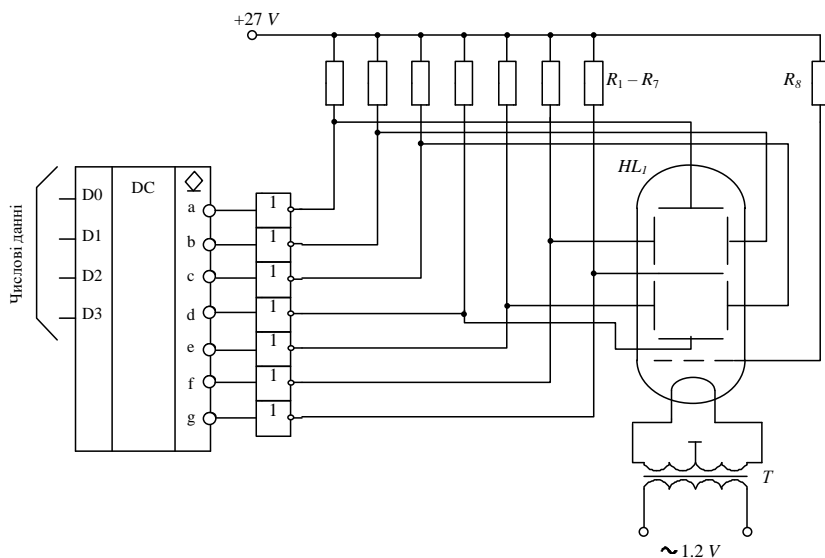 +27 V
R1 – R7
R8
HL1
Числові данні
D0
DC
a
1
D1
b
1
D2
c
1
D3
d
1
e
1
f
1
g
1
T
~ 1.2 V